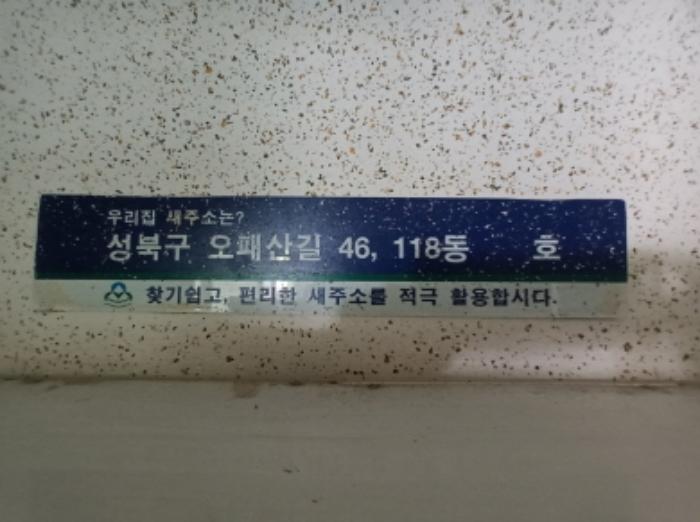 우리집 새주소는?
성북구 오패산길 46, 118동 호
찾기쉽고, 편리한 새주소를 적극 활용합시다.